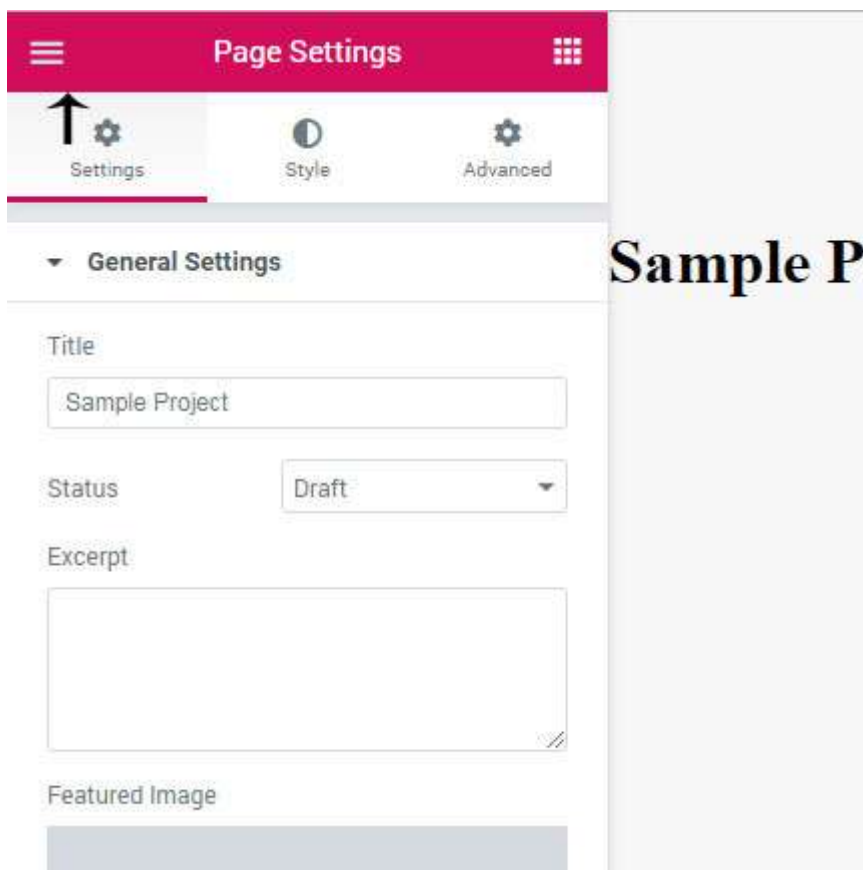 Page Settings
Settings Style Advanced
General Settings
Sample P
Title
Sample Project
Status Draft
Excerpt
Featured Image